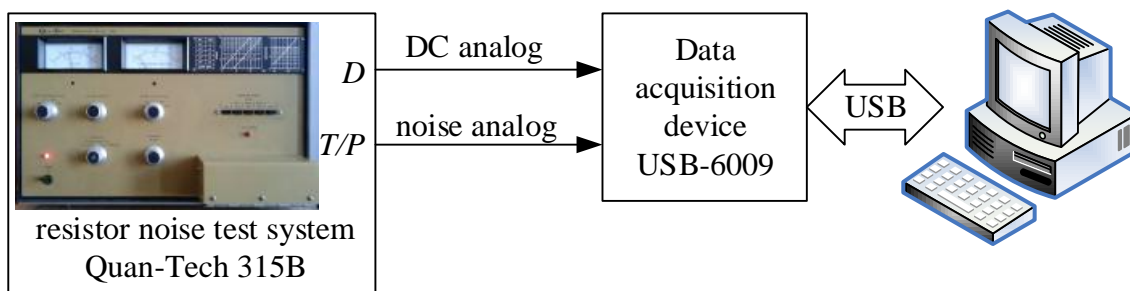 D
DC analog
T/P
noise analog
resistor noise test system
Quan-Tech 315B
Data
acquisition
device
USB-6009
USB